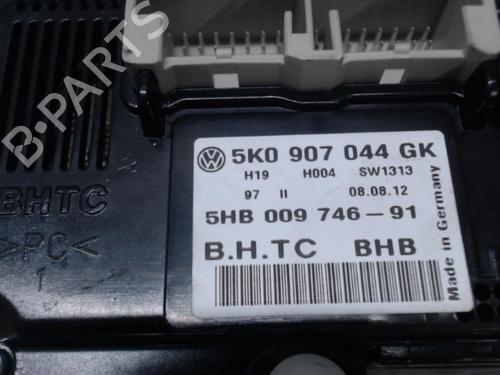 B-PARTS
5K0 907 044 GK
H19 H004 SW1313
97 II 08.08.12
5HB 009 746-91
B.H.TC BHB
Made in Germany
BHTC
>PC<
1